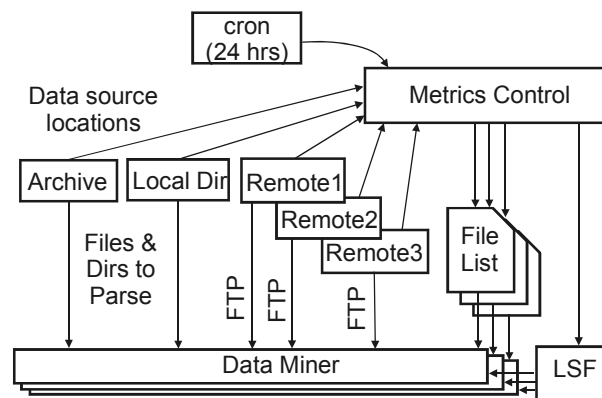 cron
(24 hrs)
Data source
locations
Metrics Control
Archive
Local Dir
Remote1
Remote2
Remote3
Files &
Dirs to
Parse
File
List
FTP
FTP
FTP
Data Miner
LSF